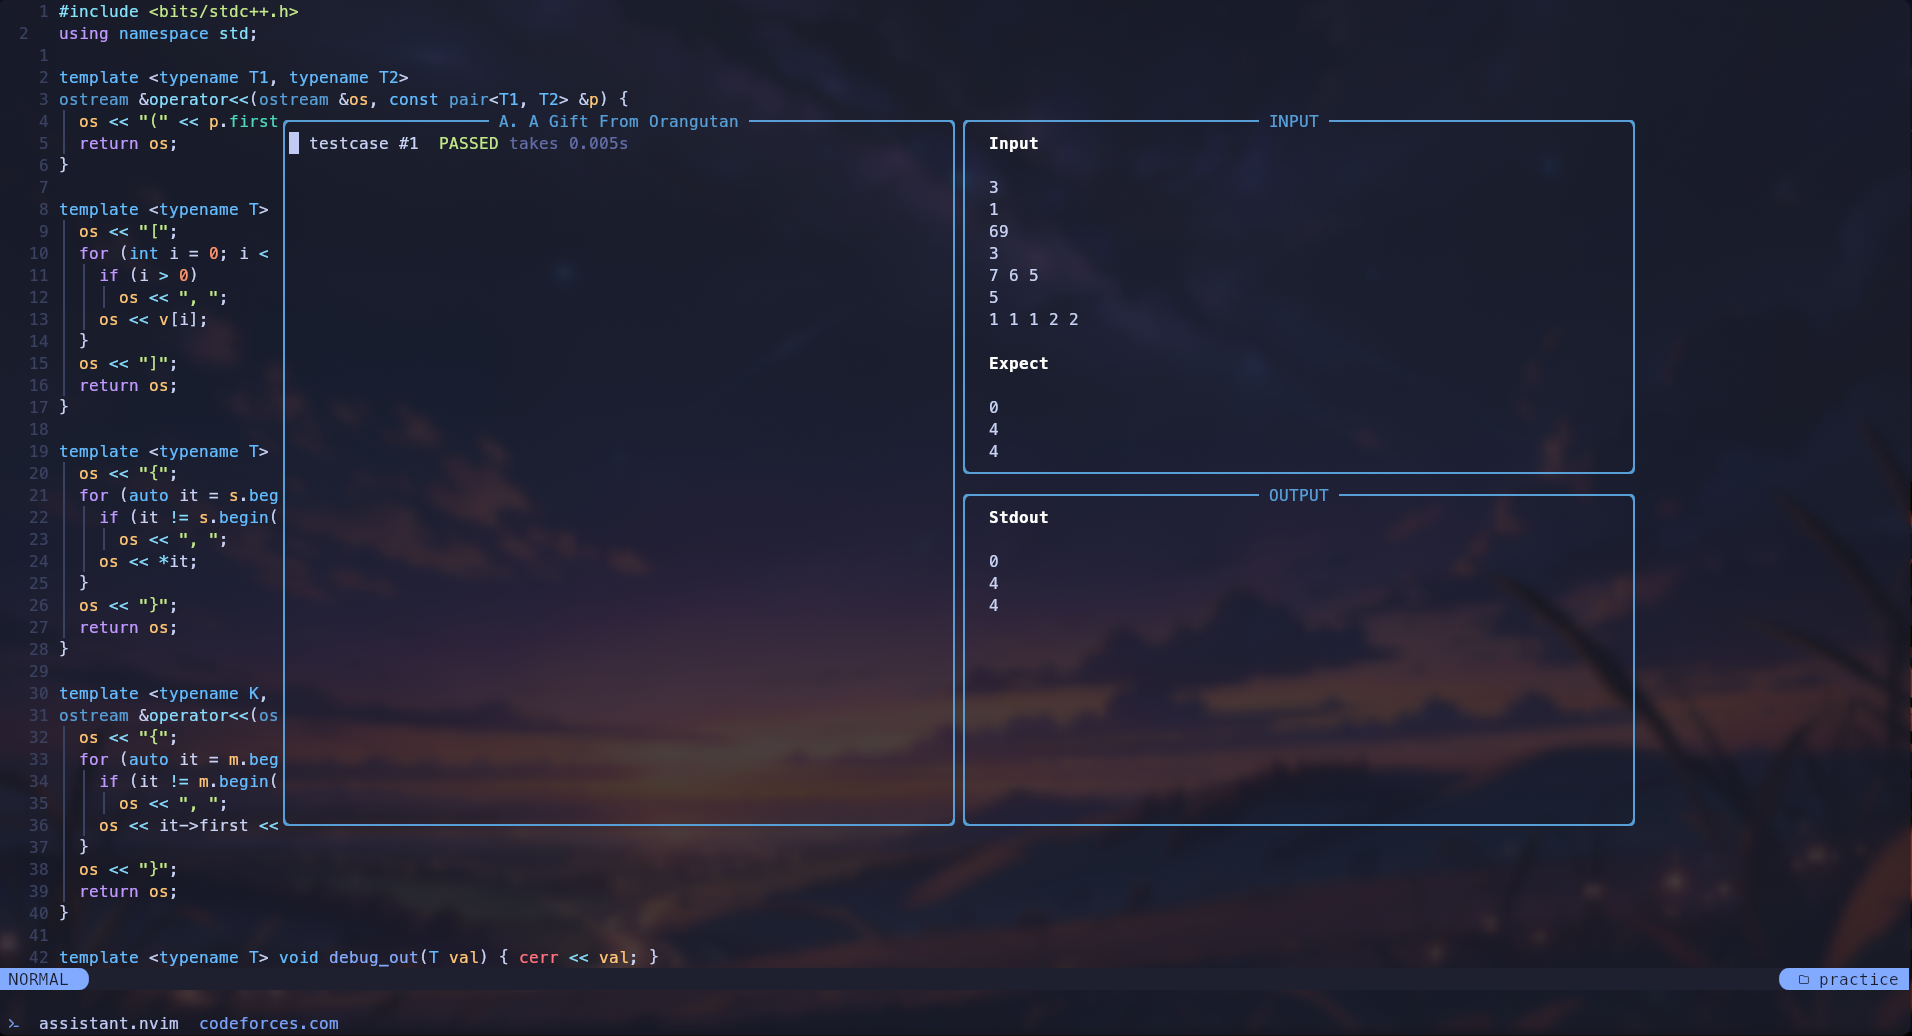 1 #include <bits/stdc++.h>
2 using namespace std;
1
2 template <typename T1, typename T2>
3 ostream &operator<<(ostream &os, const pair<T1, T2> &p) {
4 os << "(" << p.first
5 return os;
6 }
7
8 template <typename T>
9 os << "[";
10 for (int i = 0; i <
11 if (i > 0)
12 os << ", ";
13 os << v[i];
14 }
15 os << "]";
16 return os;
17 }
18
19 template <typename T>
20 os << "{";
21 for (auto it = s.beg
22 if (it != s.begin(
23 os << ", ";
24 os << *it;
25 }
26 os << "}";
27 return os;
28 }
29
30 template <typename K,
31 ostream &operator<<(os
32 os << "{";
33 for (auto it = m.beg
34 if (it != m.begin(
35 os << ", ";
36 os << it->first <<
37 }
38 os << "}";
39 return os;
40 }
41
42 template <typename T> void debug_out(T val) { cerr << val; }
A. A Gift From Orangutan
testcase #1 PASSED takes 0.005s
INPUT
Input
3
1
69
3
7 6 5
5
1 1 1 2 2
Expect
0
4
4
OUTPUT
Stdout
0
4
4
NORMAL
practice
assistant.nvim codeforces.com